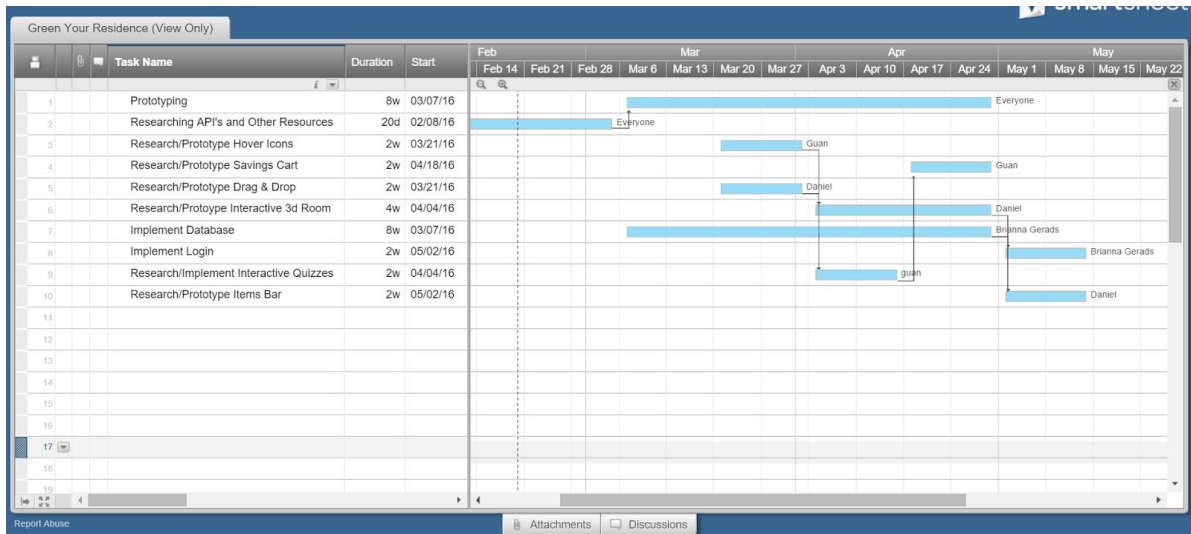 smartsheet
Green Your Residence (View Only)
Task Name Duration Start
Feb Mar Apr May
Feb 14 Feb 21 Feb 28 Mar 6 Mar 13 Mar 20 Mar 27 Apr 3 Apr 10 Apr 17 Apr 24 May 1 May 8 May 15 May 22
i
1 Prototyping 8w 03/07/16 Everyone
2 Researching API's and Other Resources 20d 02/08/16 Everyone
3 Research/Prototype Hover Icons 2w 03/21/16 Guan
4 Research/Prototype Savings Cart 2w 04/18/16 Guan
5 Research/Prototype Drag & Drop 2w 03/21/16 Daniel
6 Research/Protoype Interactive 3d Room 4w 04/04/16 Daniel
7 Implement Database 8w 03/07/16 Brianna Gerads
8 Implement Login 2w 05/02/16 Brianna Gerads
9 Research/Implement Interactive Quizzes 2w 04/04/16 guan
10 Research/Prototype Items Bar 2w 05/02/16 Daniel
11
12
13
14
15
16
17
18
19
Report Abuse Attachments Discussions